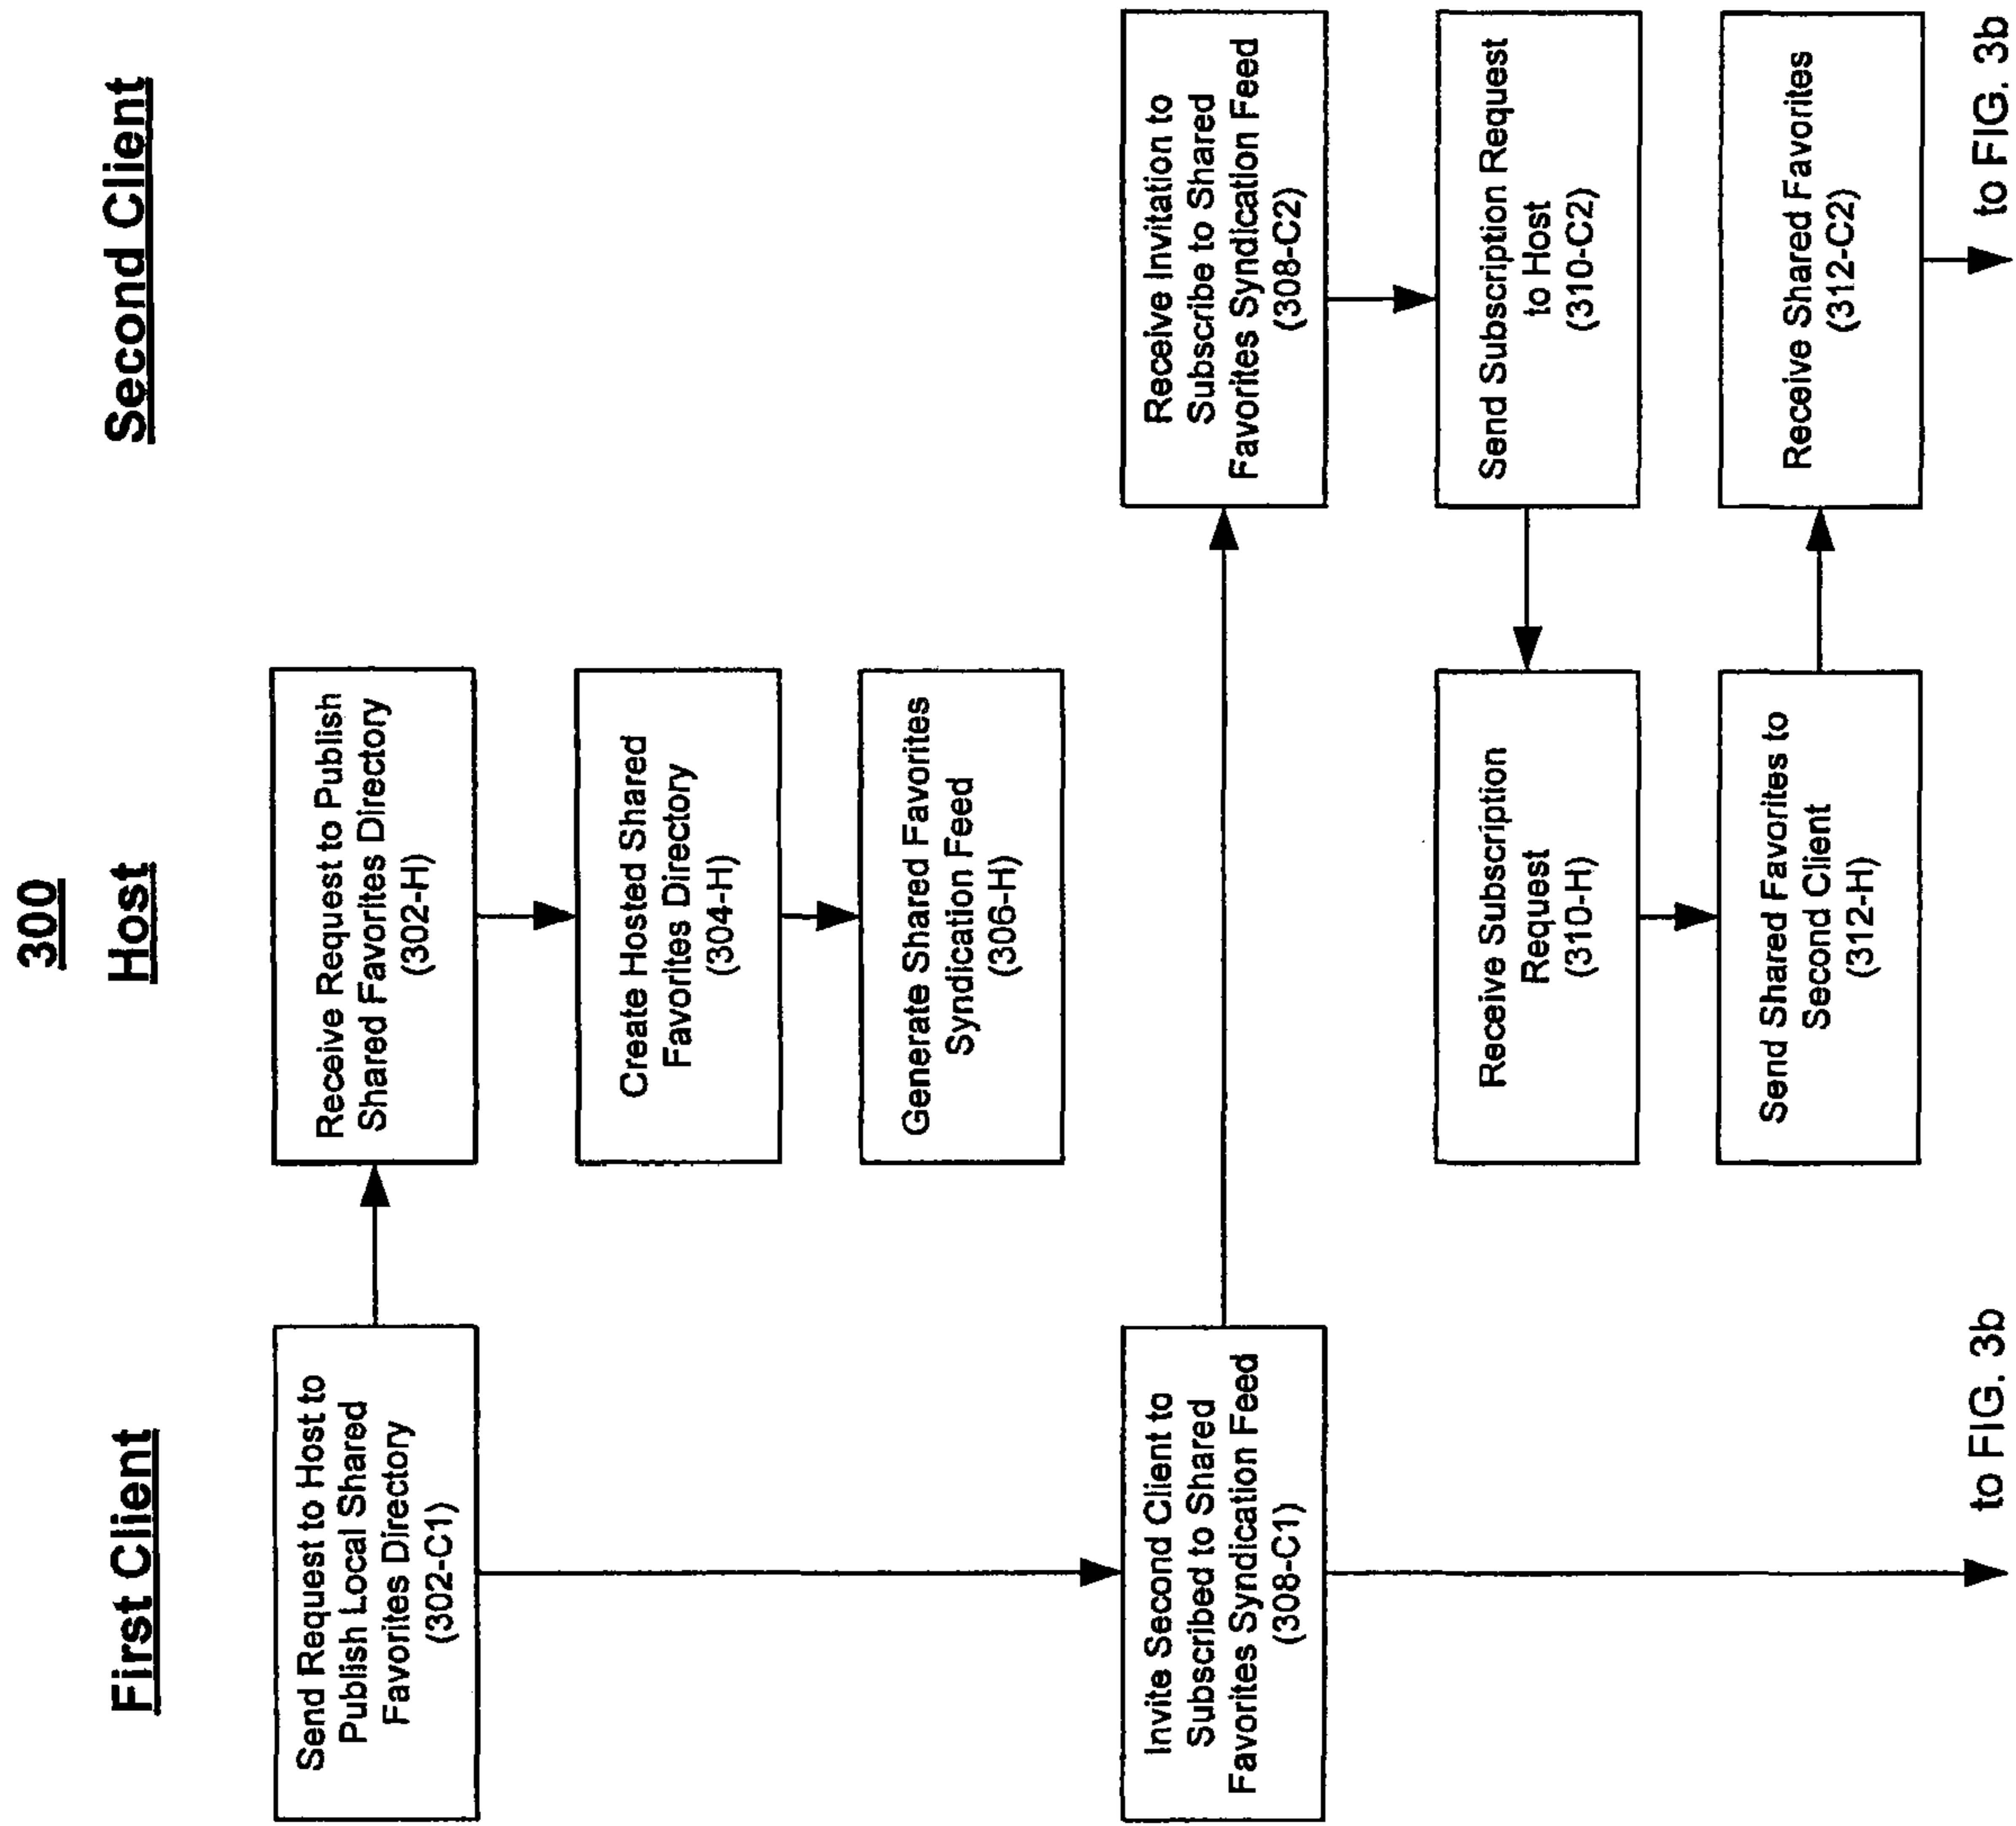 300
First Client
Host
Second Client
Send Request to Host to
Publish Local Shared
Favorites Directory
(302-C1)
Receive Request to Publish
Shared Favorites Directory
(302-H)
Create Hosted Shared
Favorites Directory
(304-H)
Generate Shared Favorites
Syndication Feed
(306-H)
Invite Second Client to
Subscribed to Shared
Favorites Syndication Feed
(308-C1)
Receive Invitation to
Subscribe to Shared
Favorites Syndication Feed
(308-C2)
Send Subscription Request
to Host
(310-C2)
Receive Subscription
Request
(310-H)
Send Shared Favorites to
Second Client
(312-H)
Receive Shared Favorites
(312-C2)
to FIG. 3b
to FIG. 3b